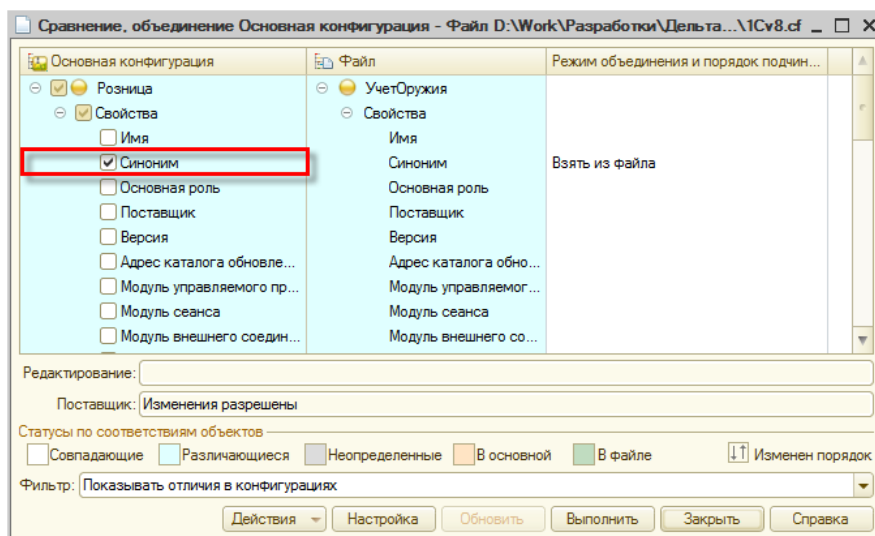 Сравнение, объединение Основная конфигурация - Файл D:\Work\Разработки\Дельта...\1Cv8.cf
Основная конфигурация Файл Режим объединения и порядок подчин...
Розница УчетОружия
Свойства Свойства
Имя Имя
Синоним Синоним Взять из файла
Основная роль Основная роль
Поставщик Поставщик
Версия Версия
Адрес каталога обновле... Адрес каталога обно...
Модуль управляемого пр... Модуль управляемог...
Модуль сеанса Модуль сеанса
Модуль внешнего соедин... Модуль внешнего со...
Редактирование:
Поставщик: Изменения разрешены
Статусы по соответствиям объектов
Совпадающие Различающиеся Неопределенные В основной В файле Изменен порядок
Фильтр: Показывать отличия в конфигурациях
Действия Настройка Обновить Выполнить Закрыть Справка